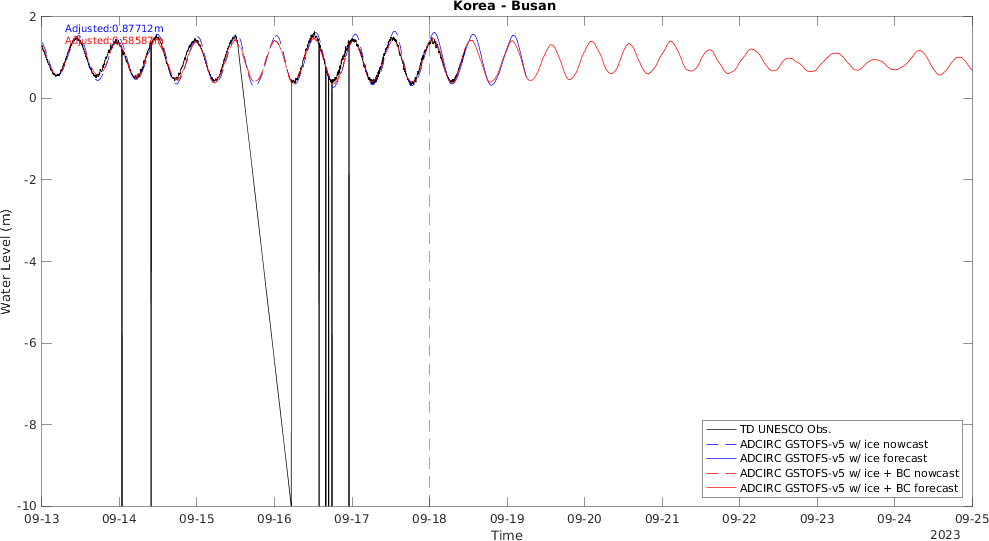 Korea - Busan
Adjusted:0.87712m
Adjusted:0.58587m
2
0
-2
-4
-6
-8
-10
Water Level (m)
TD UNESCO Obs.
ADCIRC GSTOFS-v5 w/ ice nowcast
ADCIRC GSTOFS-v5 w/ ice forecast
ADCIRC GSTOFS-v5 w/ ice + BC nowcast
ADCIRC GSTOFS-v5 w/ ice + BC forecast
09-13 09-14 09-15 09-16 09-17 09-18 09-19 09-20 09-21 09-22 09-23 09-24 09-25
Time
2023